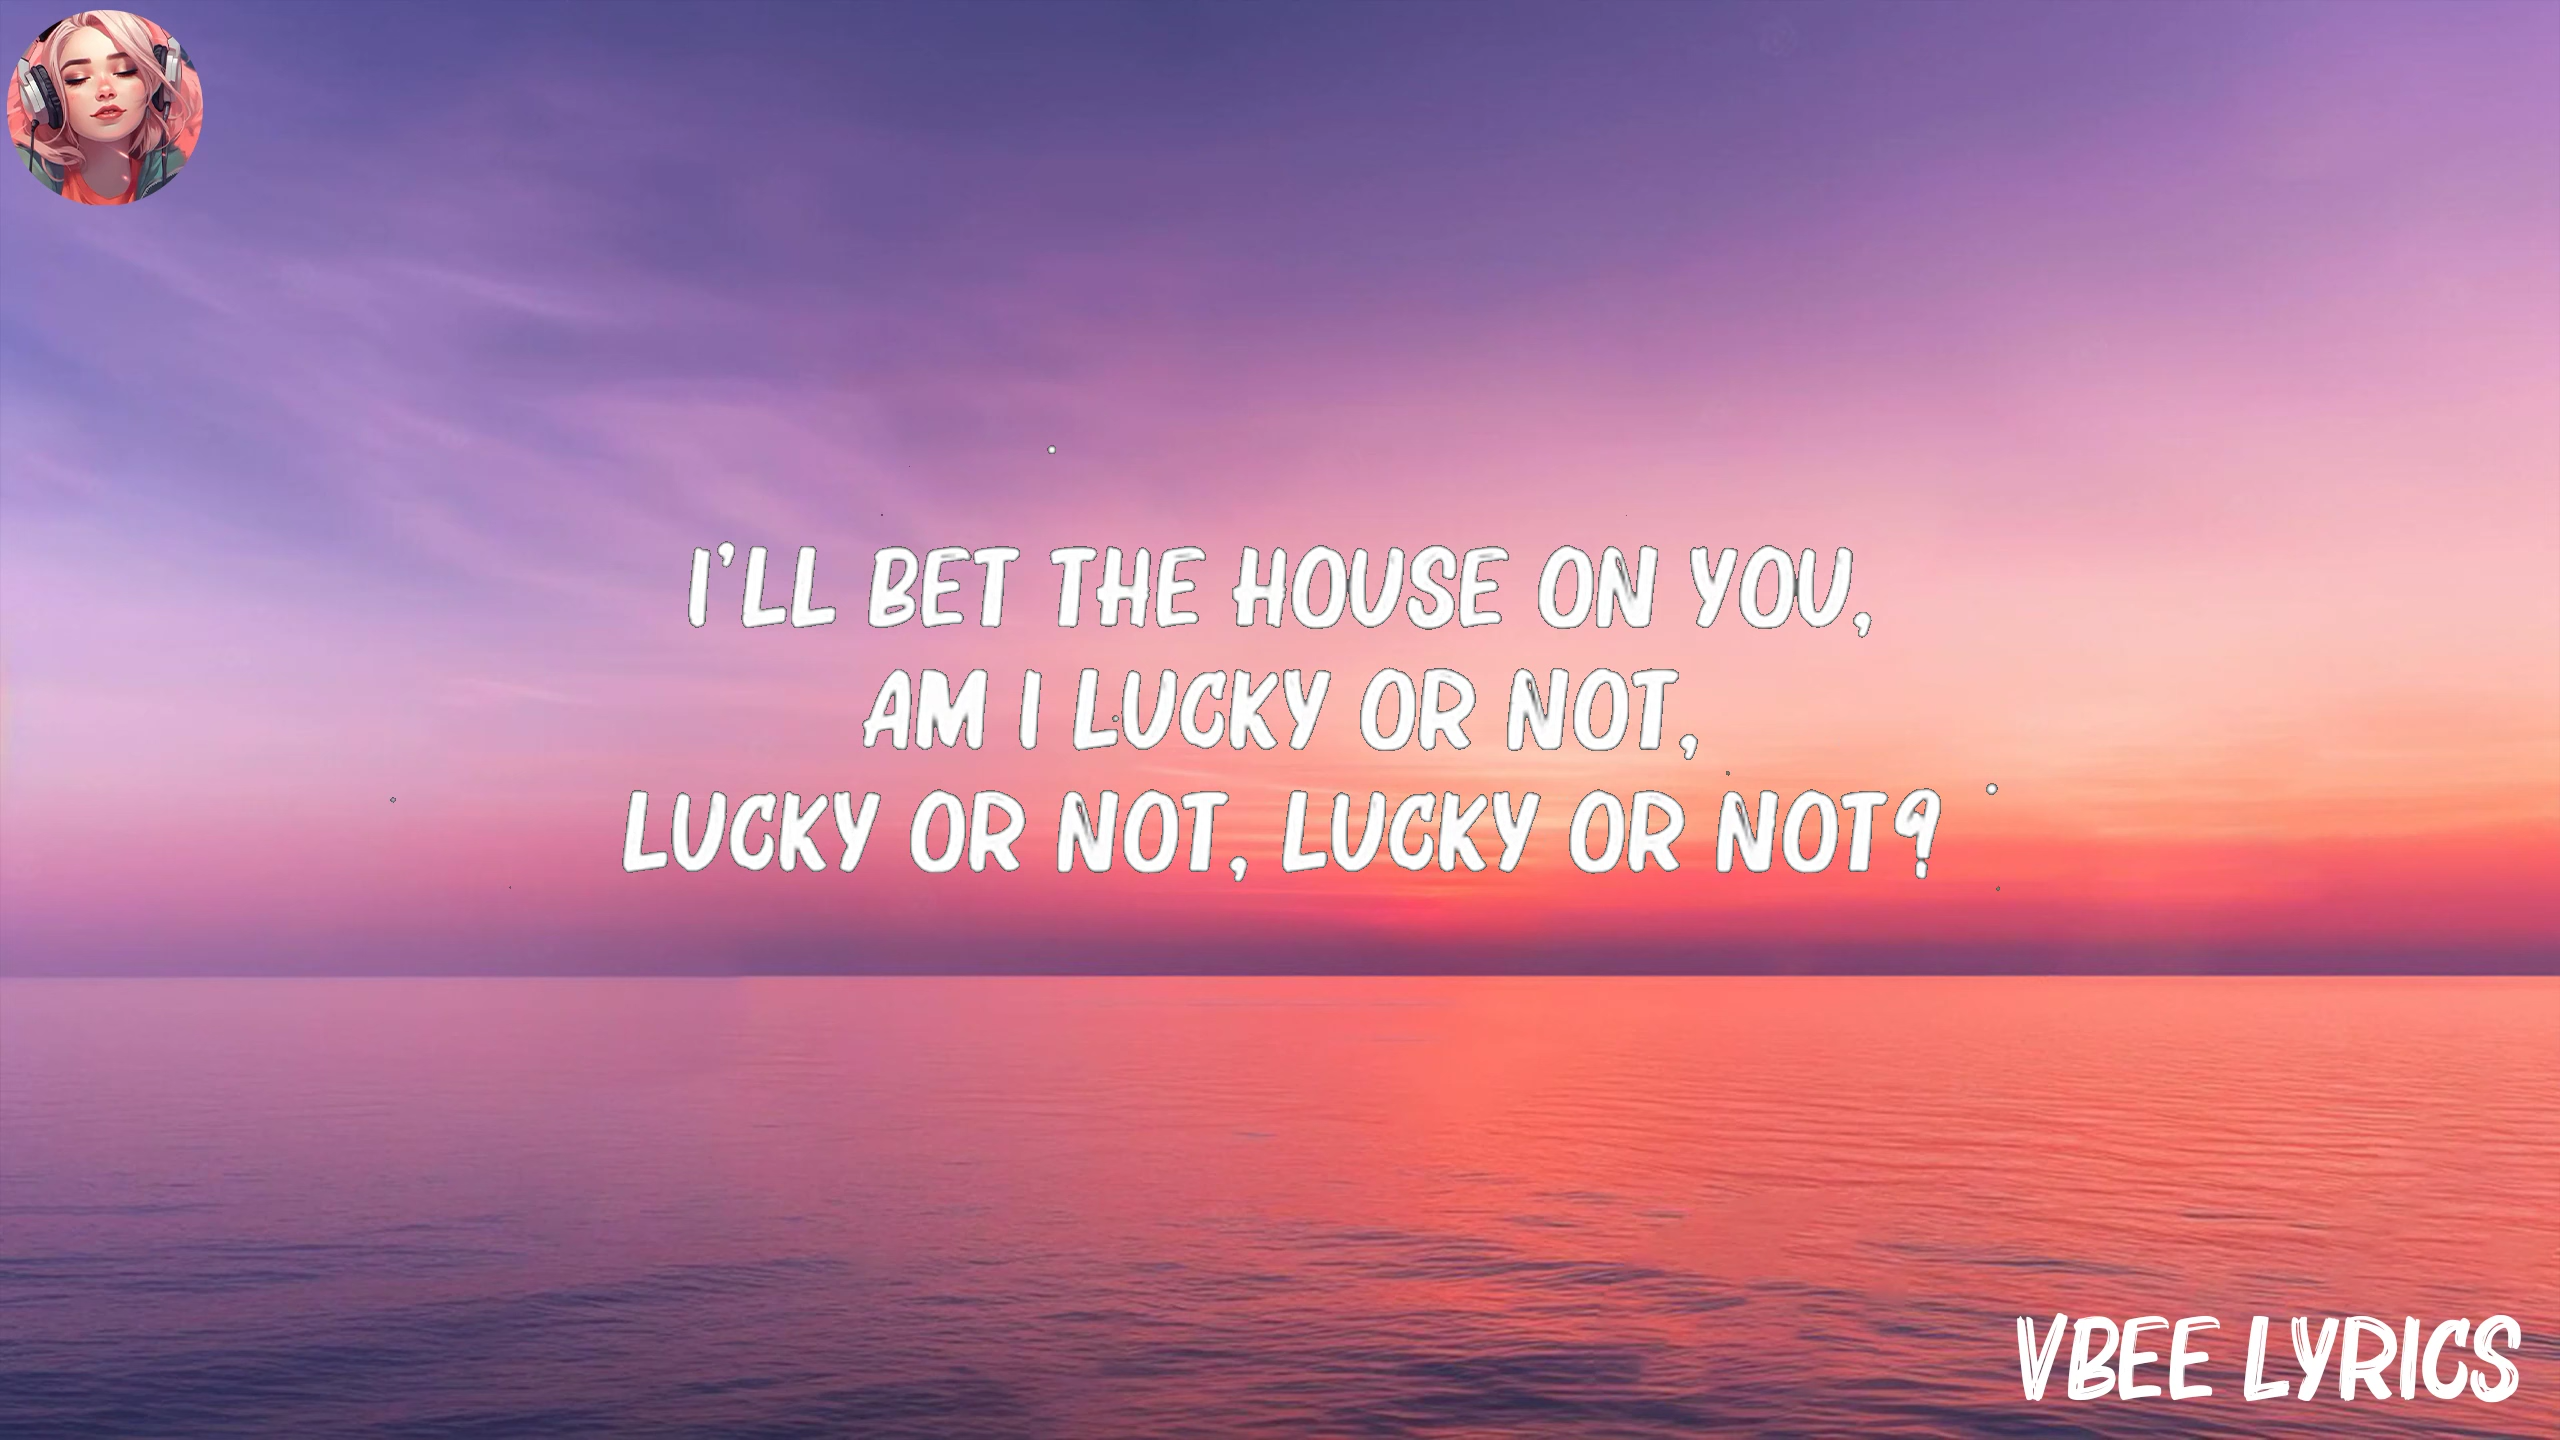 I'LL BET THE HOUSE ON YOU,
AM I LUCKY OR NOT,
LUCKY OR NOT, LUCKY OR NOT?
VBEE LYRICS